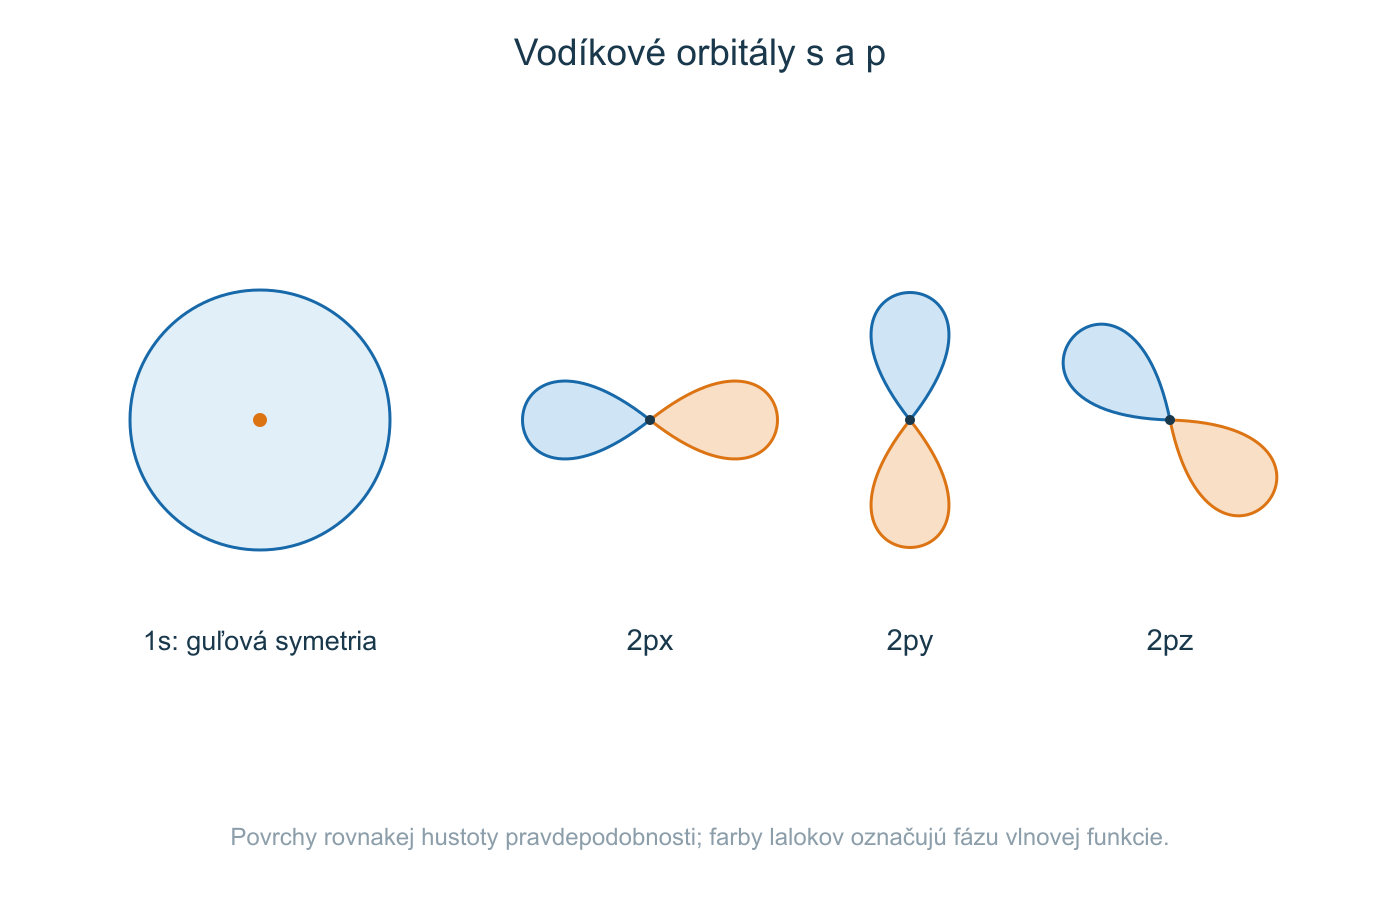 Vodíkové orbitály s a p
1s: guľová symetria
2px
2py
2pz
Povrchy rovnakej hustoty pravdepodobnosti; farby lalokov označujú fázu vlnovej funkcie.